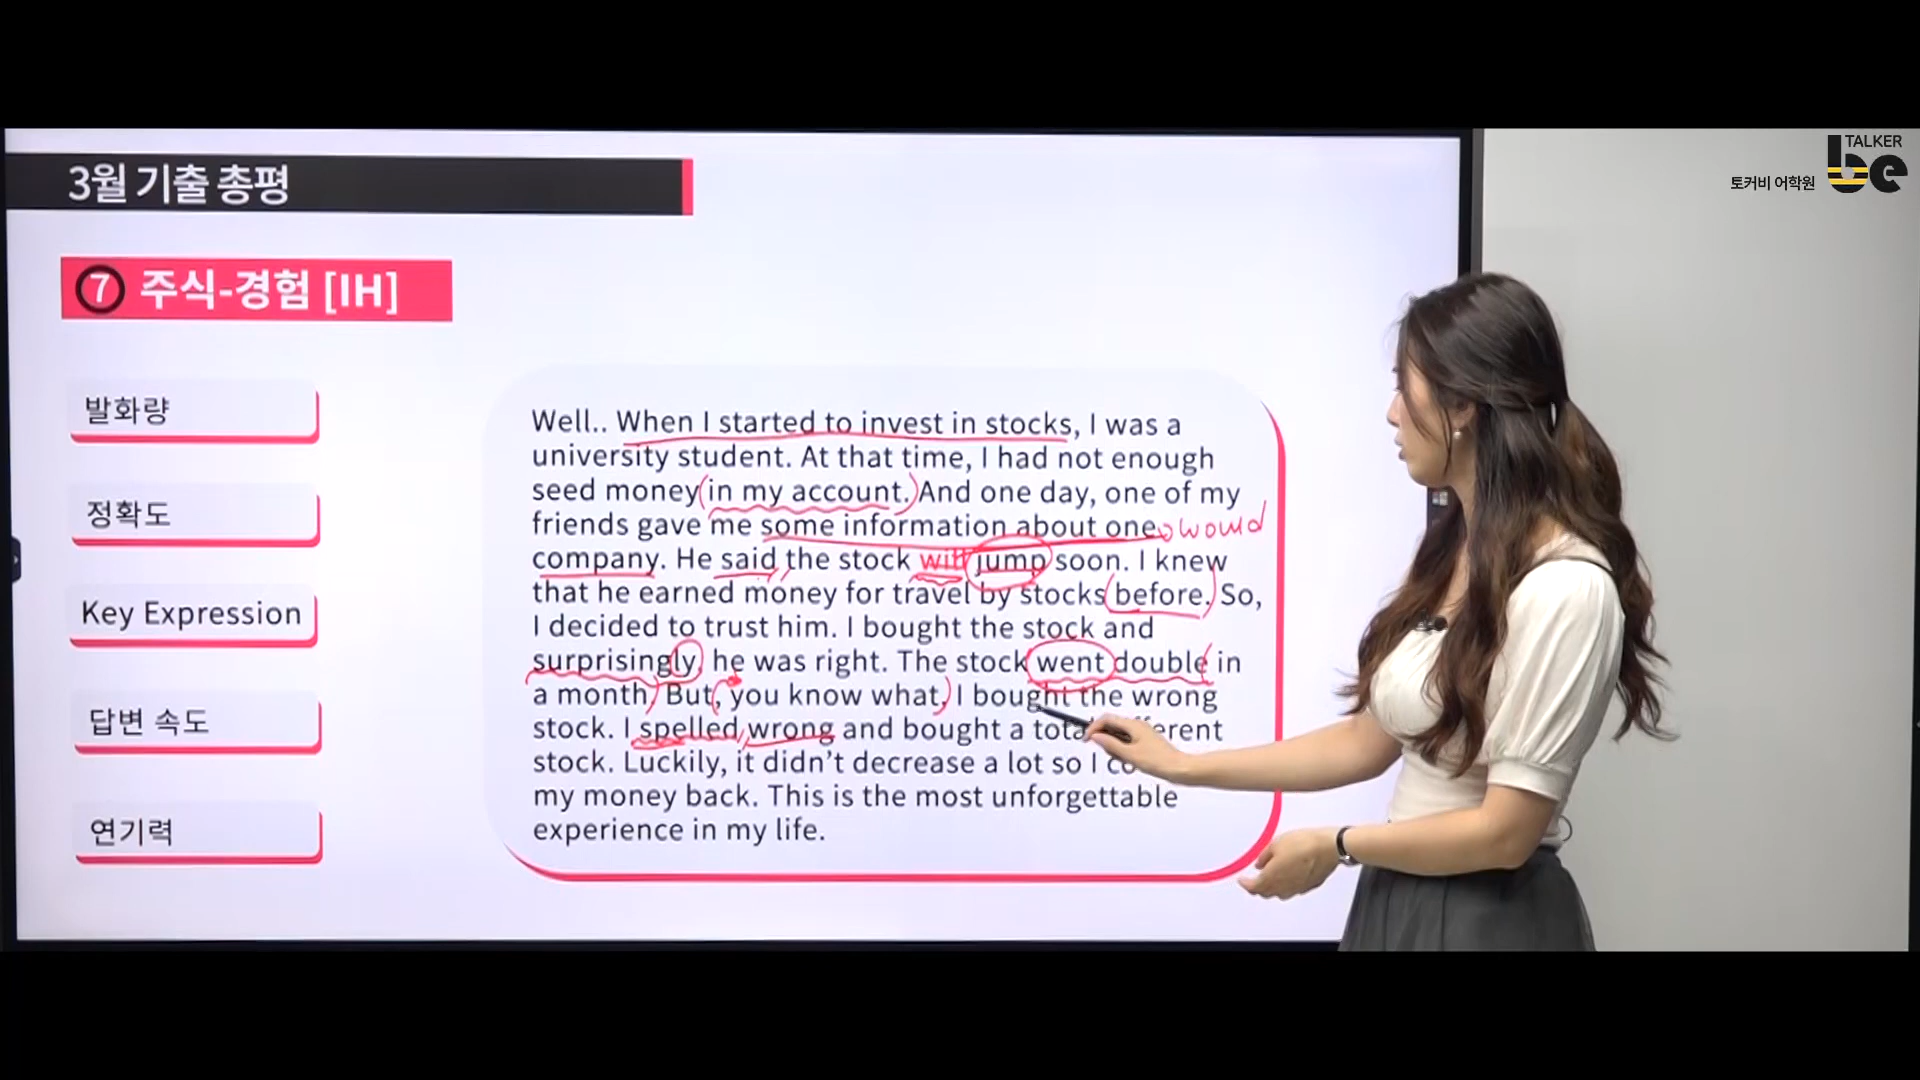 TALKER
be
토커비 어학원
3월 기출 총평
7 주식-경험 [IH]
발화량
정확도
Key Expression
답변 속도
연기력
Well.. When I started to invest in stocks, I was a
university student. At that time, I had not enough
seed money in my account. And one day, one of my
friends gave me some information about one would
company. He said the stock will jump soon. I knew
that he earned money for travel by stocks before. So,
I decided to trust him. I bought the stock and
surprisingly, he was right. The stock went double in
a month. But, you know what, I bought the wrong
stock. I spelled wrong and bought a
stock. Luckily, it didn't decrease a lot so I
my money back. This is the most unforgettable
experience in my life.